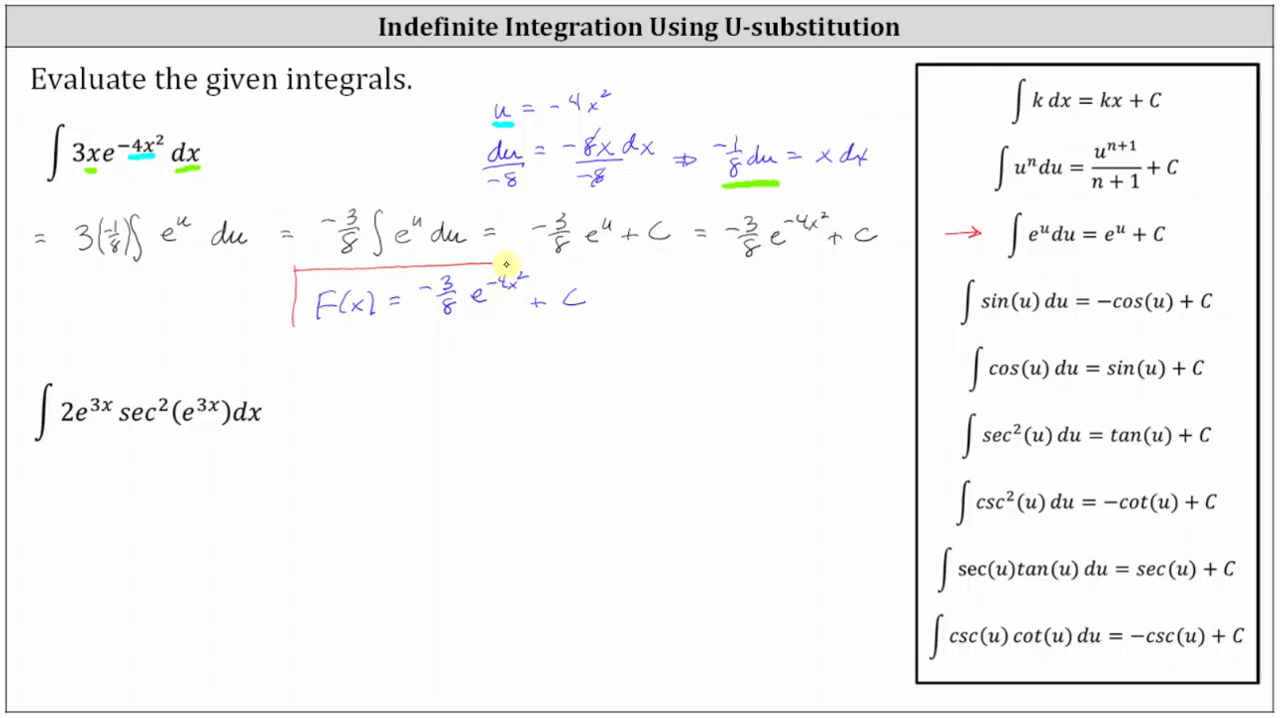 Indefinite Integration Using U-substitution
Evaluate the given integrals.
∫ 3xe^{-4x²} dx
u = -4x²
du/-8 = -8x dx/-8 ⇒ -1/8 du = x dx
= 3(-1/8)∫ e^u du = -3/8 ∫ e^u du = -3/8 e^u + C = -3/8 e^{-4x²} + C
F(x) = -3/8 e^{-4x²} + C
∫ 2e^{3x} sec²(e^{3x})dx
∫ k dx = kx + C
∫ uⁿ du = u^{n+1}/n + 1 + C
→ ∫ e^u du = e^u + C
∫ sin(u) du = -cos(u) + C
∫ cos(u) du = sin(u) + C
∫ sec²(u) du = tan(u) + C
∫ csc²(u) du = -cot(u) + C
∫ sec(u)tan(u) du = sec(u) + C
∫ csc(u) cot(u) du = -csc(u) + C